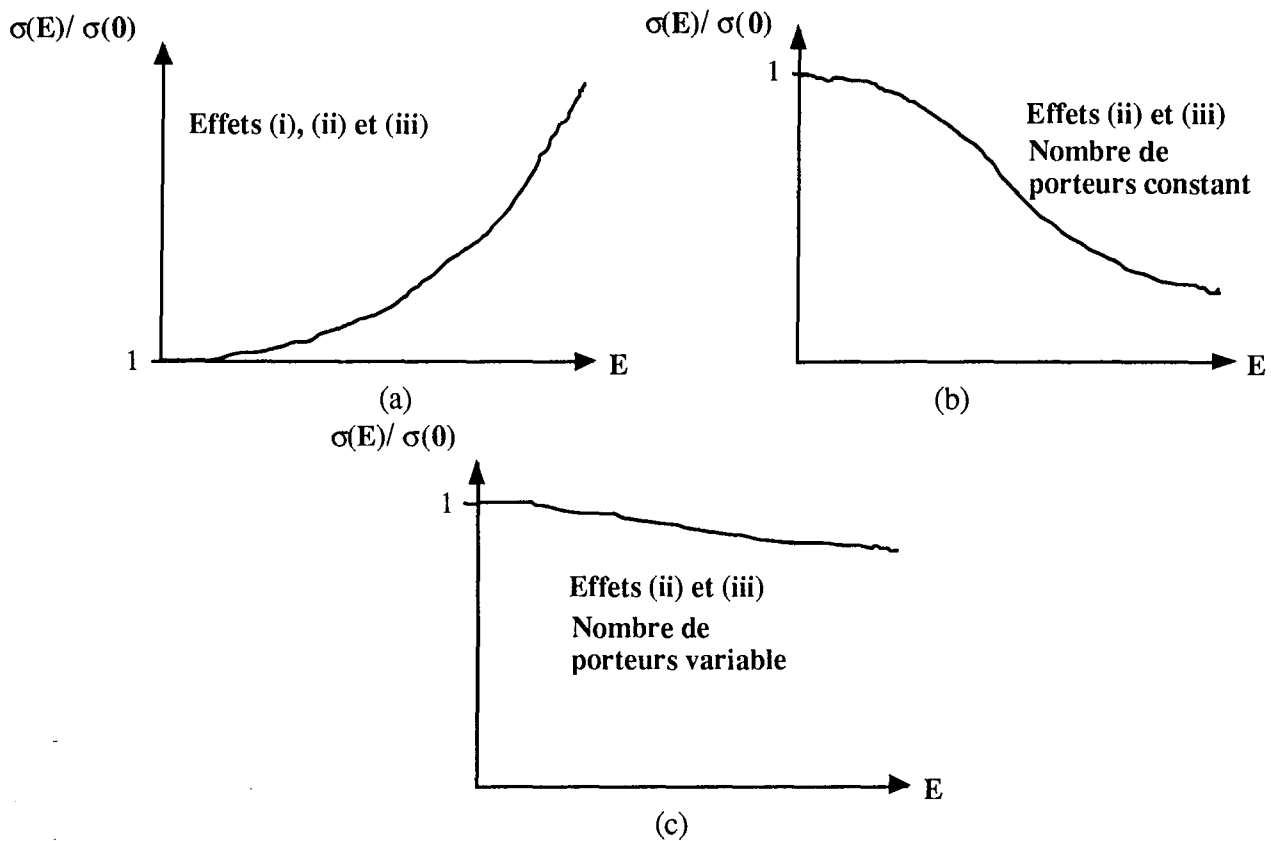 σ(E)/ σ(0)
1
Effets (i), (ii) et (iii)
E
(a)
σ(E)/ σ(0)
1
Effets (ii) et (iii)
Nombre de
porteurs constant
E
(b)
σ(E)/ σ(0)
1
Effets (ii) et (iii)
Nombre de
porteurs variable
E
(c)